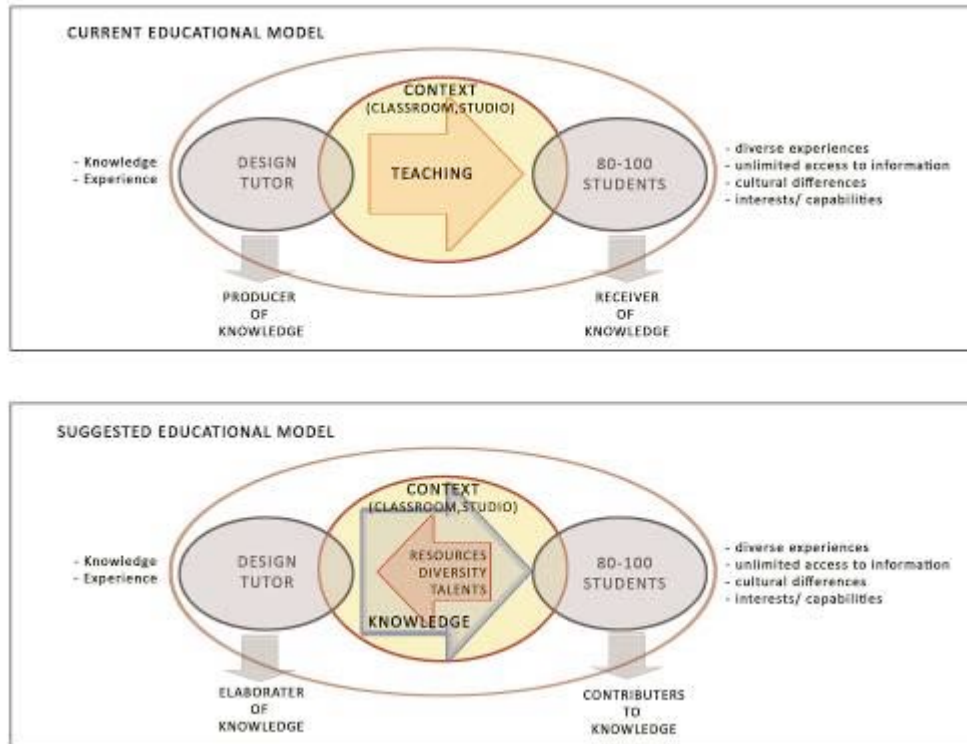 CURRENT EDUCATIONAL MODEL
CONTEXT
(CLASSROOM,STUDIO)
- Knowledge
- Experience
DESIGN
TUTOR
TEACHING
80-100
STUDENTS
- diverse experiences
- unlimited access to information
- cultural differences
- interests/ capabilities
PRODUCER
OF
KNOWLEDGE
RECEIVER
OF
KNOWLEDGE
SUGGESTED EDUCATIONAL MODEL
CONTEXT
(CLASSROOM,STUDIO)
- Knowledge
- Experience
DESIGN
TUTOR
RESOURCES
DIVERSITY
TALENTS
KNOWLEDGE
80-100
STUDENTS
- diverse experiences
- unlimited access to information
- cultural differences
- interests/ capabilities
ELABORATER
OF
KNOWLEDGE
CONTRIBUTERS
TO
KNOWLEDGE